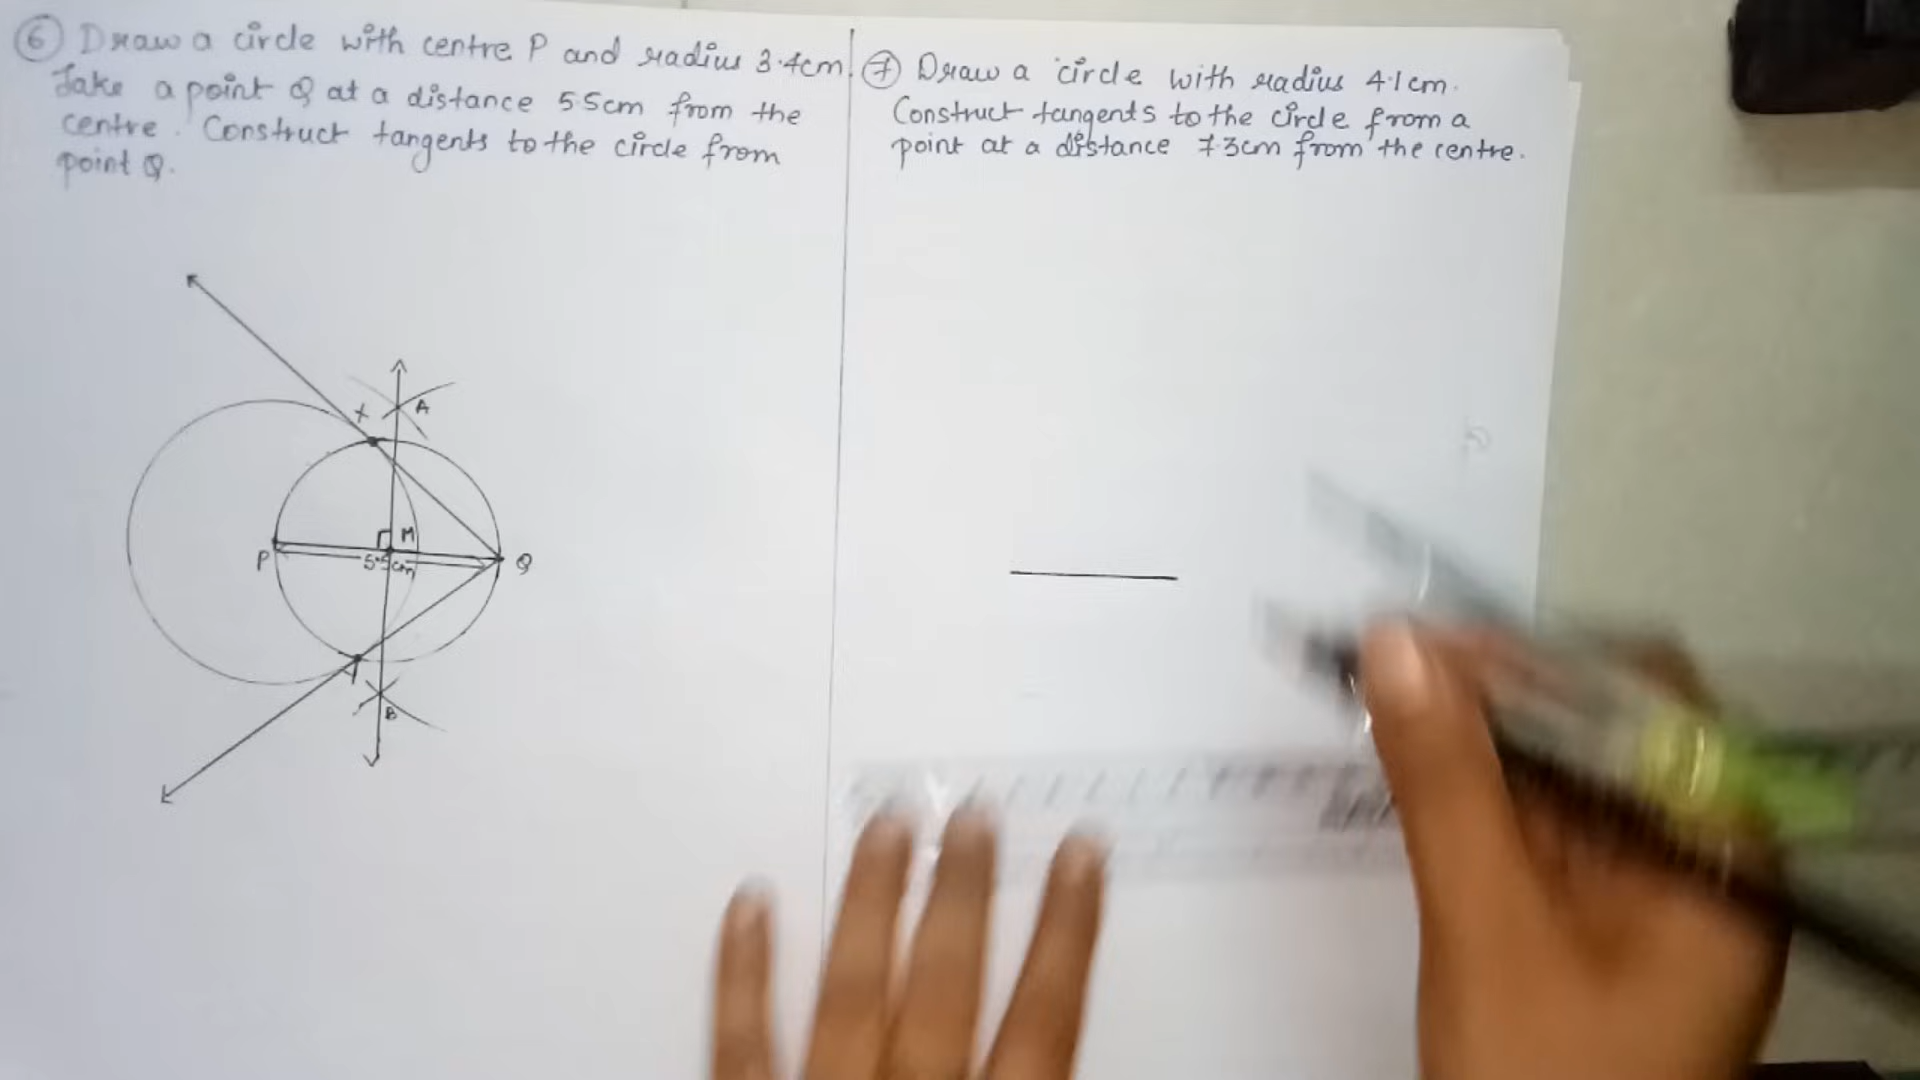 6 Draw a circle with centre P and radius 3.4cm.
Take a point Q at a distance 5.5cm from the
centre. Construct tangents to the circle from
point Q.
7 Draw a circle with radius 4.1cm.
Construct tangents to the circle from a
point at a distance 7.3cm from the centre.
X
A
M
P
5.5cm
Q
Y
B